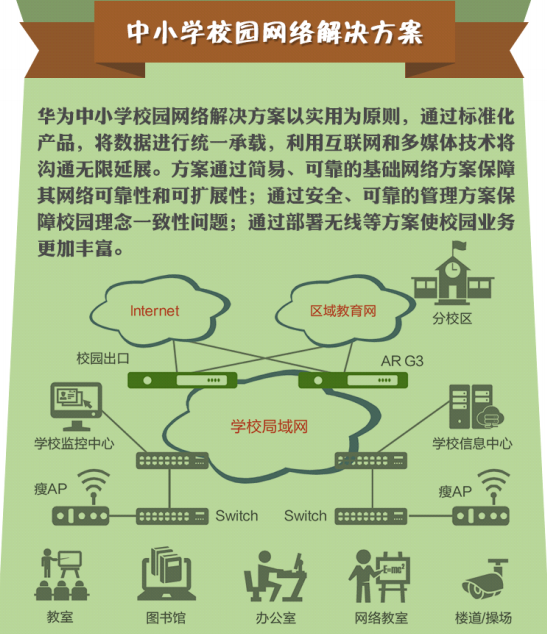 中小学校园网络解决方案
华为中小学校园网络解决方案以实用为原则，通过标准化
产品，将数据进行统一承载，利用互联网和多媒体技术将
沟通无限延展。方案通过简易、可靠的基础网络方案保障
其网络可靠性和可扩展性；通过安全、可靠的管理方案保
障校园理念一致性问题；通过部署无线等方案使校园业务
更加丰富。
Internet
区域教育网
分校区
校园出口
AR G3
学校监控中心
学校局域网
学校信息中心
瘦AP
瘦AP
Switch
Switch
E=mc²
教室
图书馆
办公室
网络教室
楼道/操场